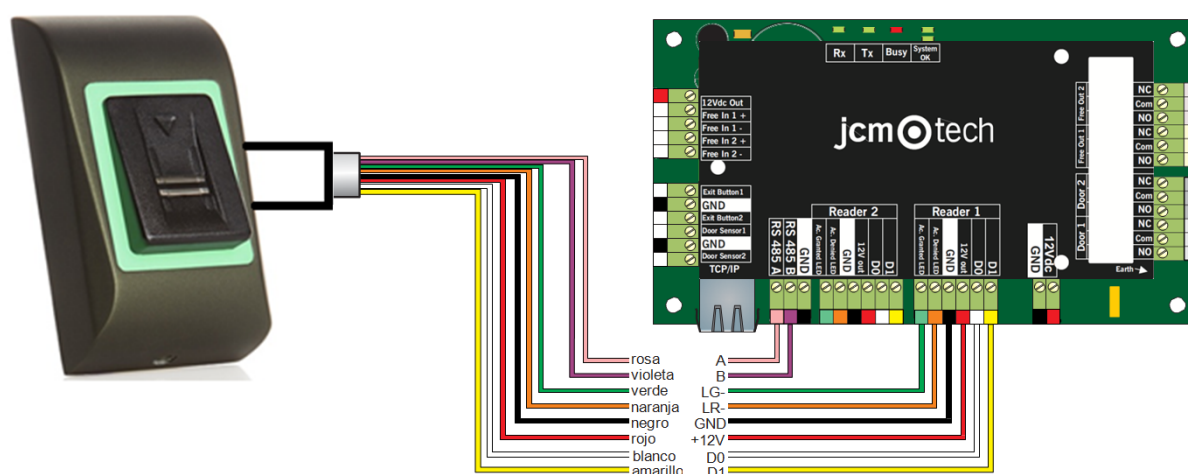 Rx Tx Busy System OK
jcm tech
12Vdc Out
Free In 1 +
Free In 1 -
Free In 2 +
Free In 2 -
Exit Button1
GND
Exit Button2
Door Sensor1
GND
Door Sensor2
TCP/IP
RS 485 A
RS 485 B
GND
Reader 2
Ac. Granted LED
Ac. Denied LED
GND
12V out
D0
D1
Reader 1
Ac. Granted LED
Ac. Denied LED
GND
12V out
D0
D1
GND
12Vdc
Free Out 2
NC
Com
NO
Free Out 1
NC
Com
NO
Door 2
NC
Com
NO
Door 1
NC
Com
NO
Earth
rosa A
violeta B
verde LG-
naranja LR-
negro GND
rojo +12V
blanco D0
amarillo D1